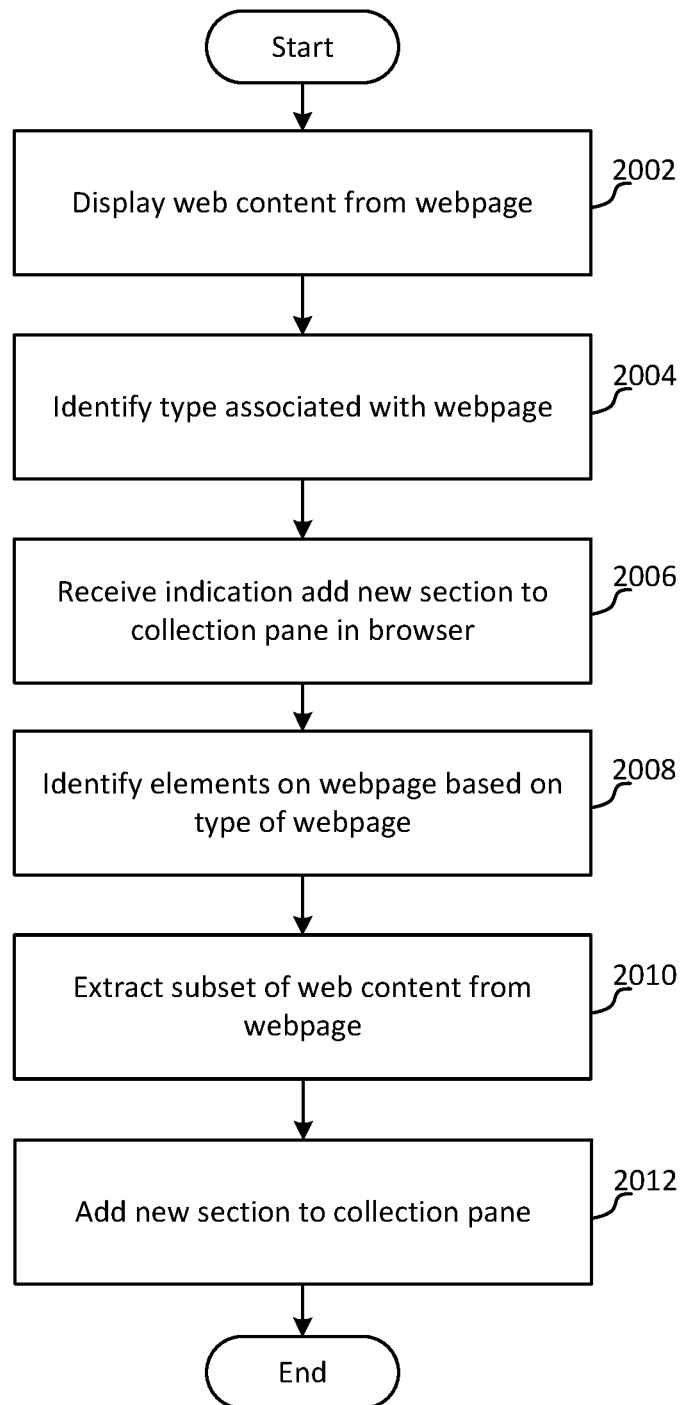 Start
Display web content from webpage
2002
Identify type associated with webpage
2004
Receive indication add new section to
collection pane in browser
2006
Identify elements on webpage based on
type of webpage
2008
Extract subset of web content from
webpage
2010
Add new section to collection pane
2012
End